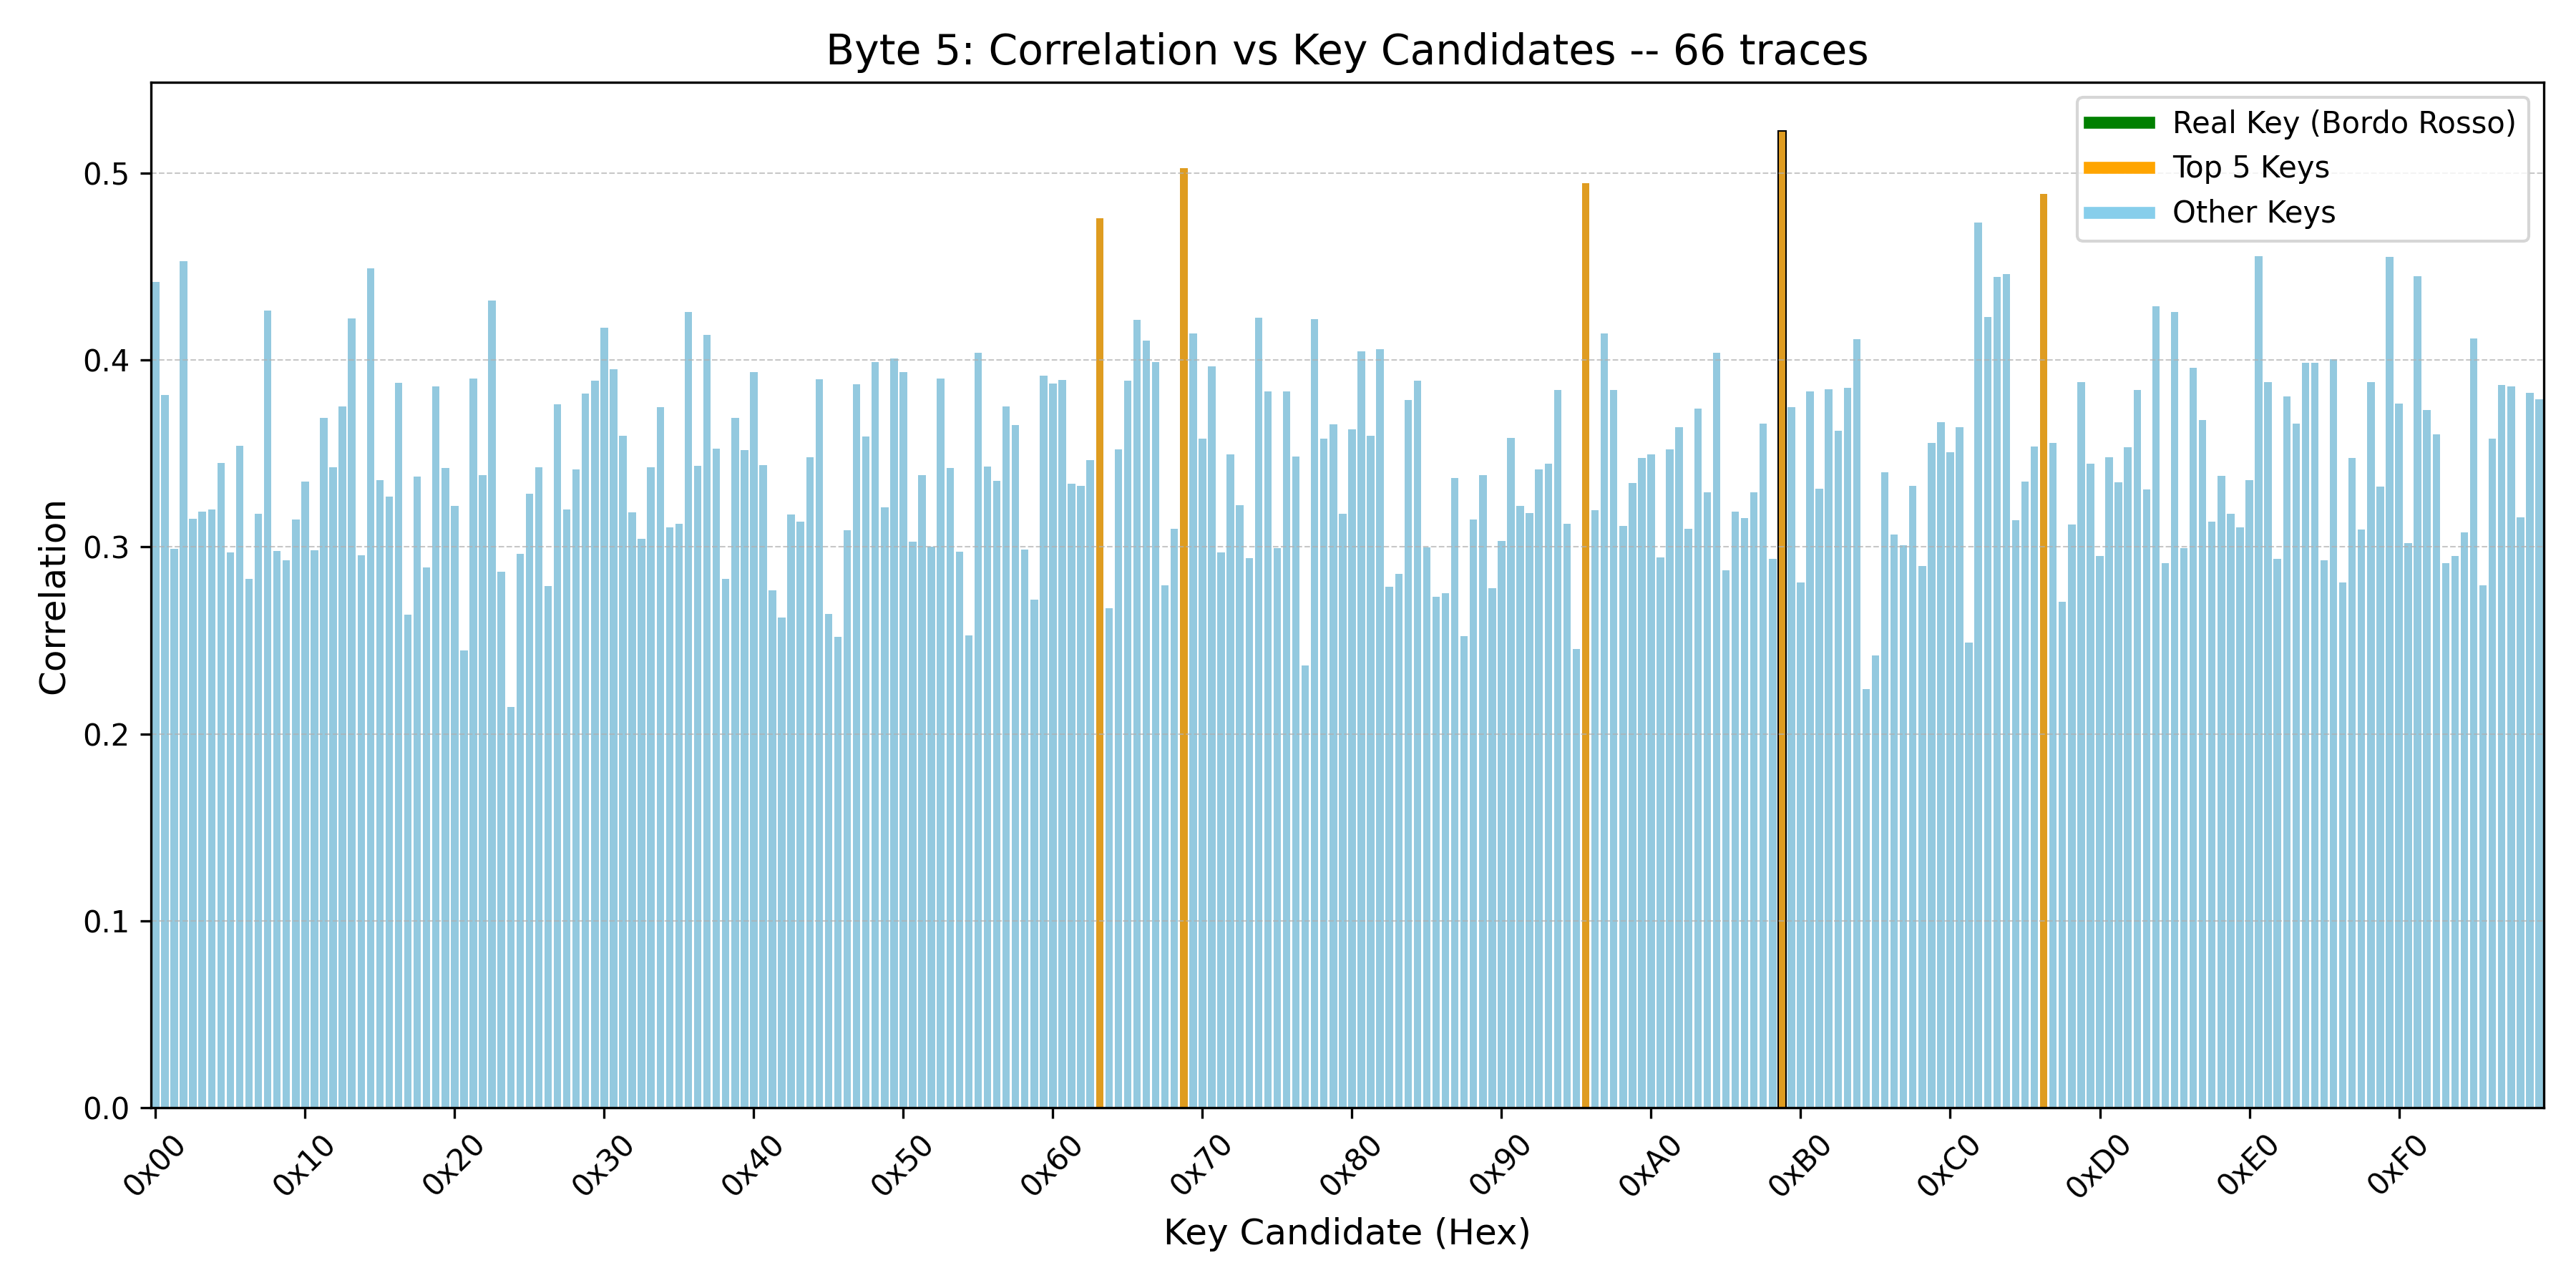 Byte 5: Correlation vs Key Candidates -- 66 traces
Real Key (Bordo Rosso)
Top 5 Keys
Other Keys
Correlation
0.5
0.4
0.3
0.2
0.1
0.0
0x00 0x10 0x20 0x30 0x40 0x50 0x60 0x70 0x80 0x90 0xA0 0xB0 0xC0 0xD0 0xE0 0xF0
Key Candidate (Hex)